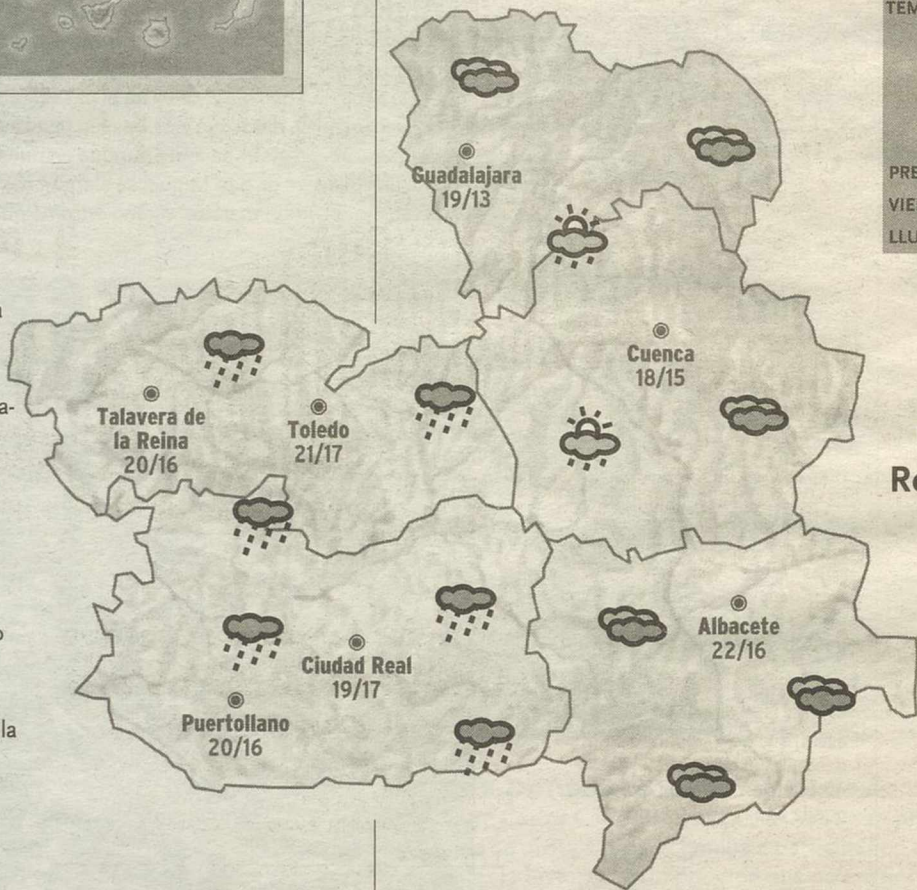 TEM
PRE
VIE
LLU
Guadalajara
19/13
Cuenca
18/15
a-
Talavera de
la Reina
20/16
Toledo
21/17
Re
Albacete
22/16
Ciudad Real
19/17
la
Puertollano
20/16